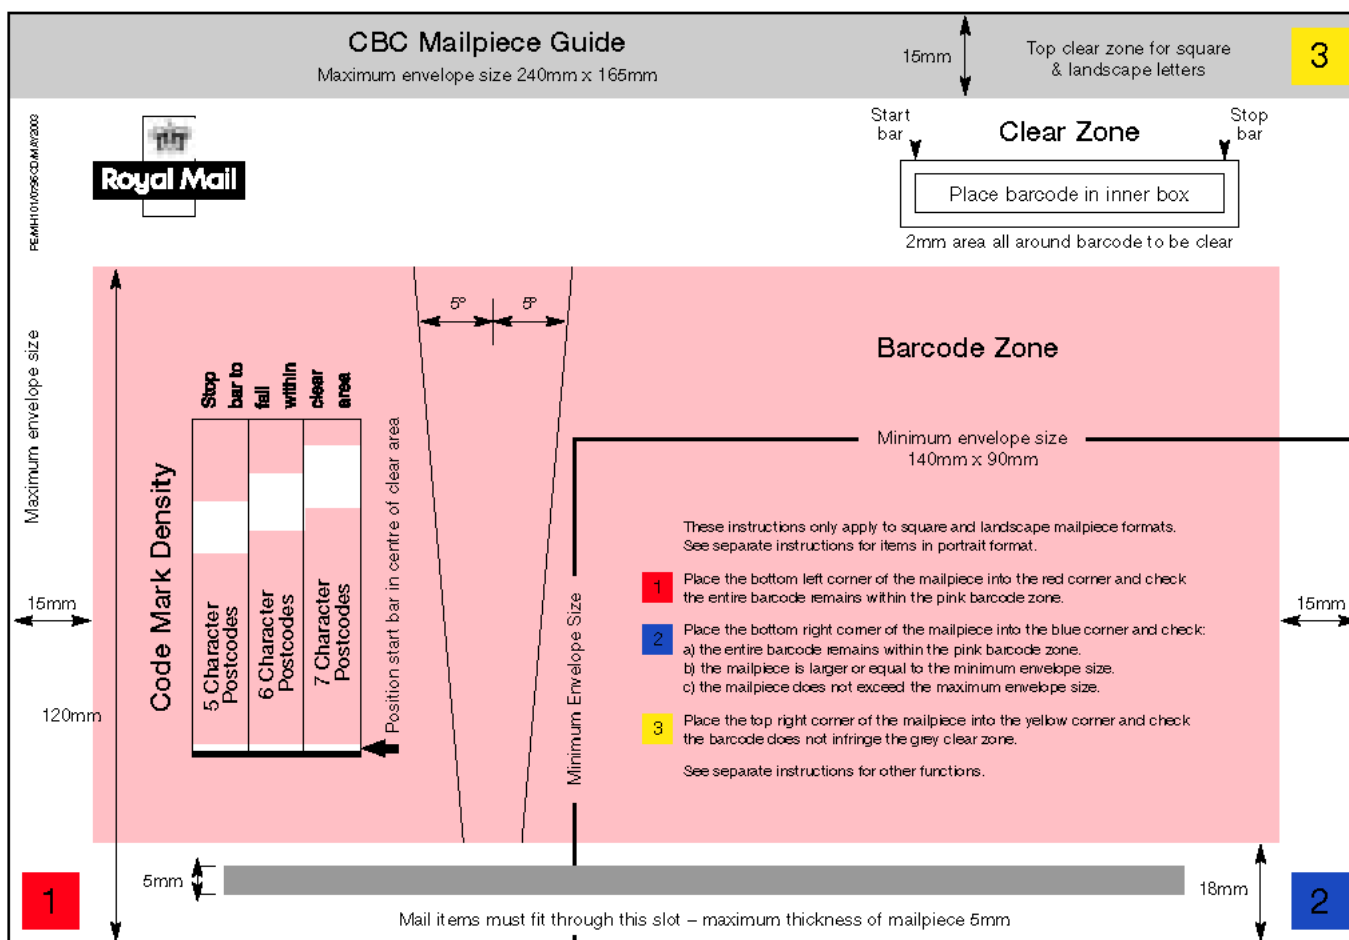 CBC Mailpiece Guide
Maximum envelope size 240mm x 165mm
15mm
Top clear zone for square
& landscape letters
3
PE/MH101/0796CD/MAY2003
Royal Mail
Start
bar
Clear Zone
Stop
bar
Place barcode in inner box
2mm area all around barcode to be clear
Maximum envelope size
5°
5°
Barcode Zone
Stop
bar to
fall
within
clear
area
Minimum envelope size
140mm x 90mm
Code Mark Density
5 Character
Postcodes
6 Character
Postcodes
7 Character
Postcodes
Position start bar in centre of clear area
These instructions only apply to square and landscape mailpiece formats.
See separate instructions for items in portrait format.
1 Place the bottom left corner of the mailpiece into the red corner and check
the entire barcode remains within the pink barcode zone.
2 Place the bottom right corner of the mailpiece into the blue corner and check:
a) the entire barcode remains within the pink barcode zone.
b) the mailpiece is larger or equal to the minimum envelope size.
c) the mailpiece does not exceed the maximum envelope size.
3 Place the top right corner of the mailpiece into the yellow corner and check
the barcode does not infringe the grey clear zone.
See separate instructions for other functions.
Minimum Envelope Size
15mm
15mm
120mm
1
5mm
18mm
2
Mail items must fit through this slot – maximum thickness of mailpiece 5mm